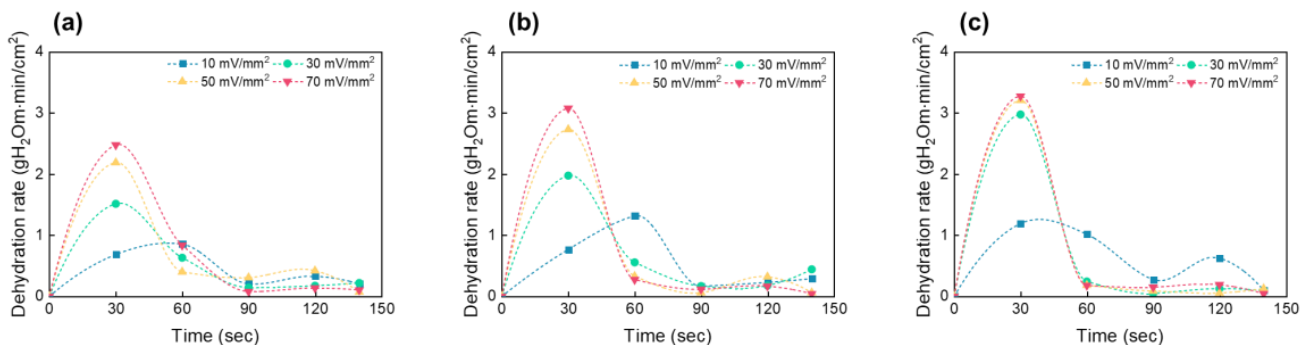 (a)
Dehydration rate (gH₂Om·min/cm²)
4
3
2
1
0
10 mV/mm² 30 mV/mm²
50 mV/mm² 70 mV/mm²
0 30 60 90 120 150
Time (sec)
(b)
Dehydration rate (gH₂Om·min/cm²)
4
3
2
1
0
10 mV/mm² 30 mV/mm²
50 mV/mm² 70 mV/mm²
0 30 60 90 120 150
Time (sec)
(c)
Dehydration rate (gH₂Om·min/cm²)
4
3
2
1
0
10 mV/mm² 30 mV/mm²
50 mV/mm² 70 mV/mm²
0 30 60 90 120 150
Time (sec)